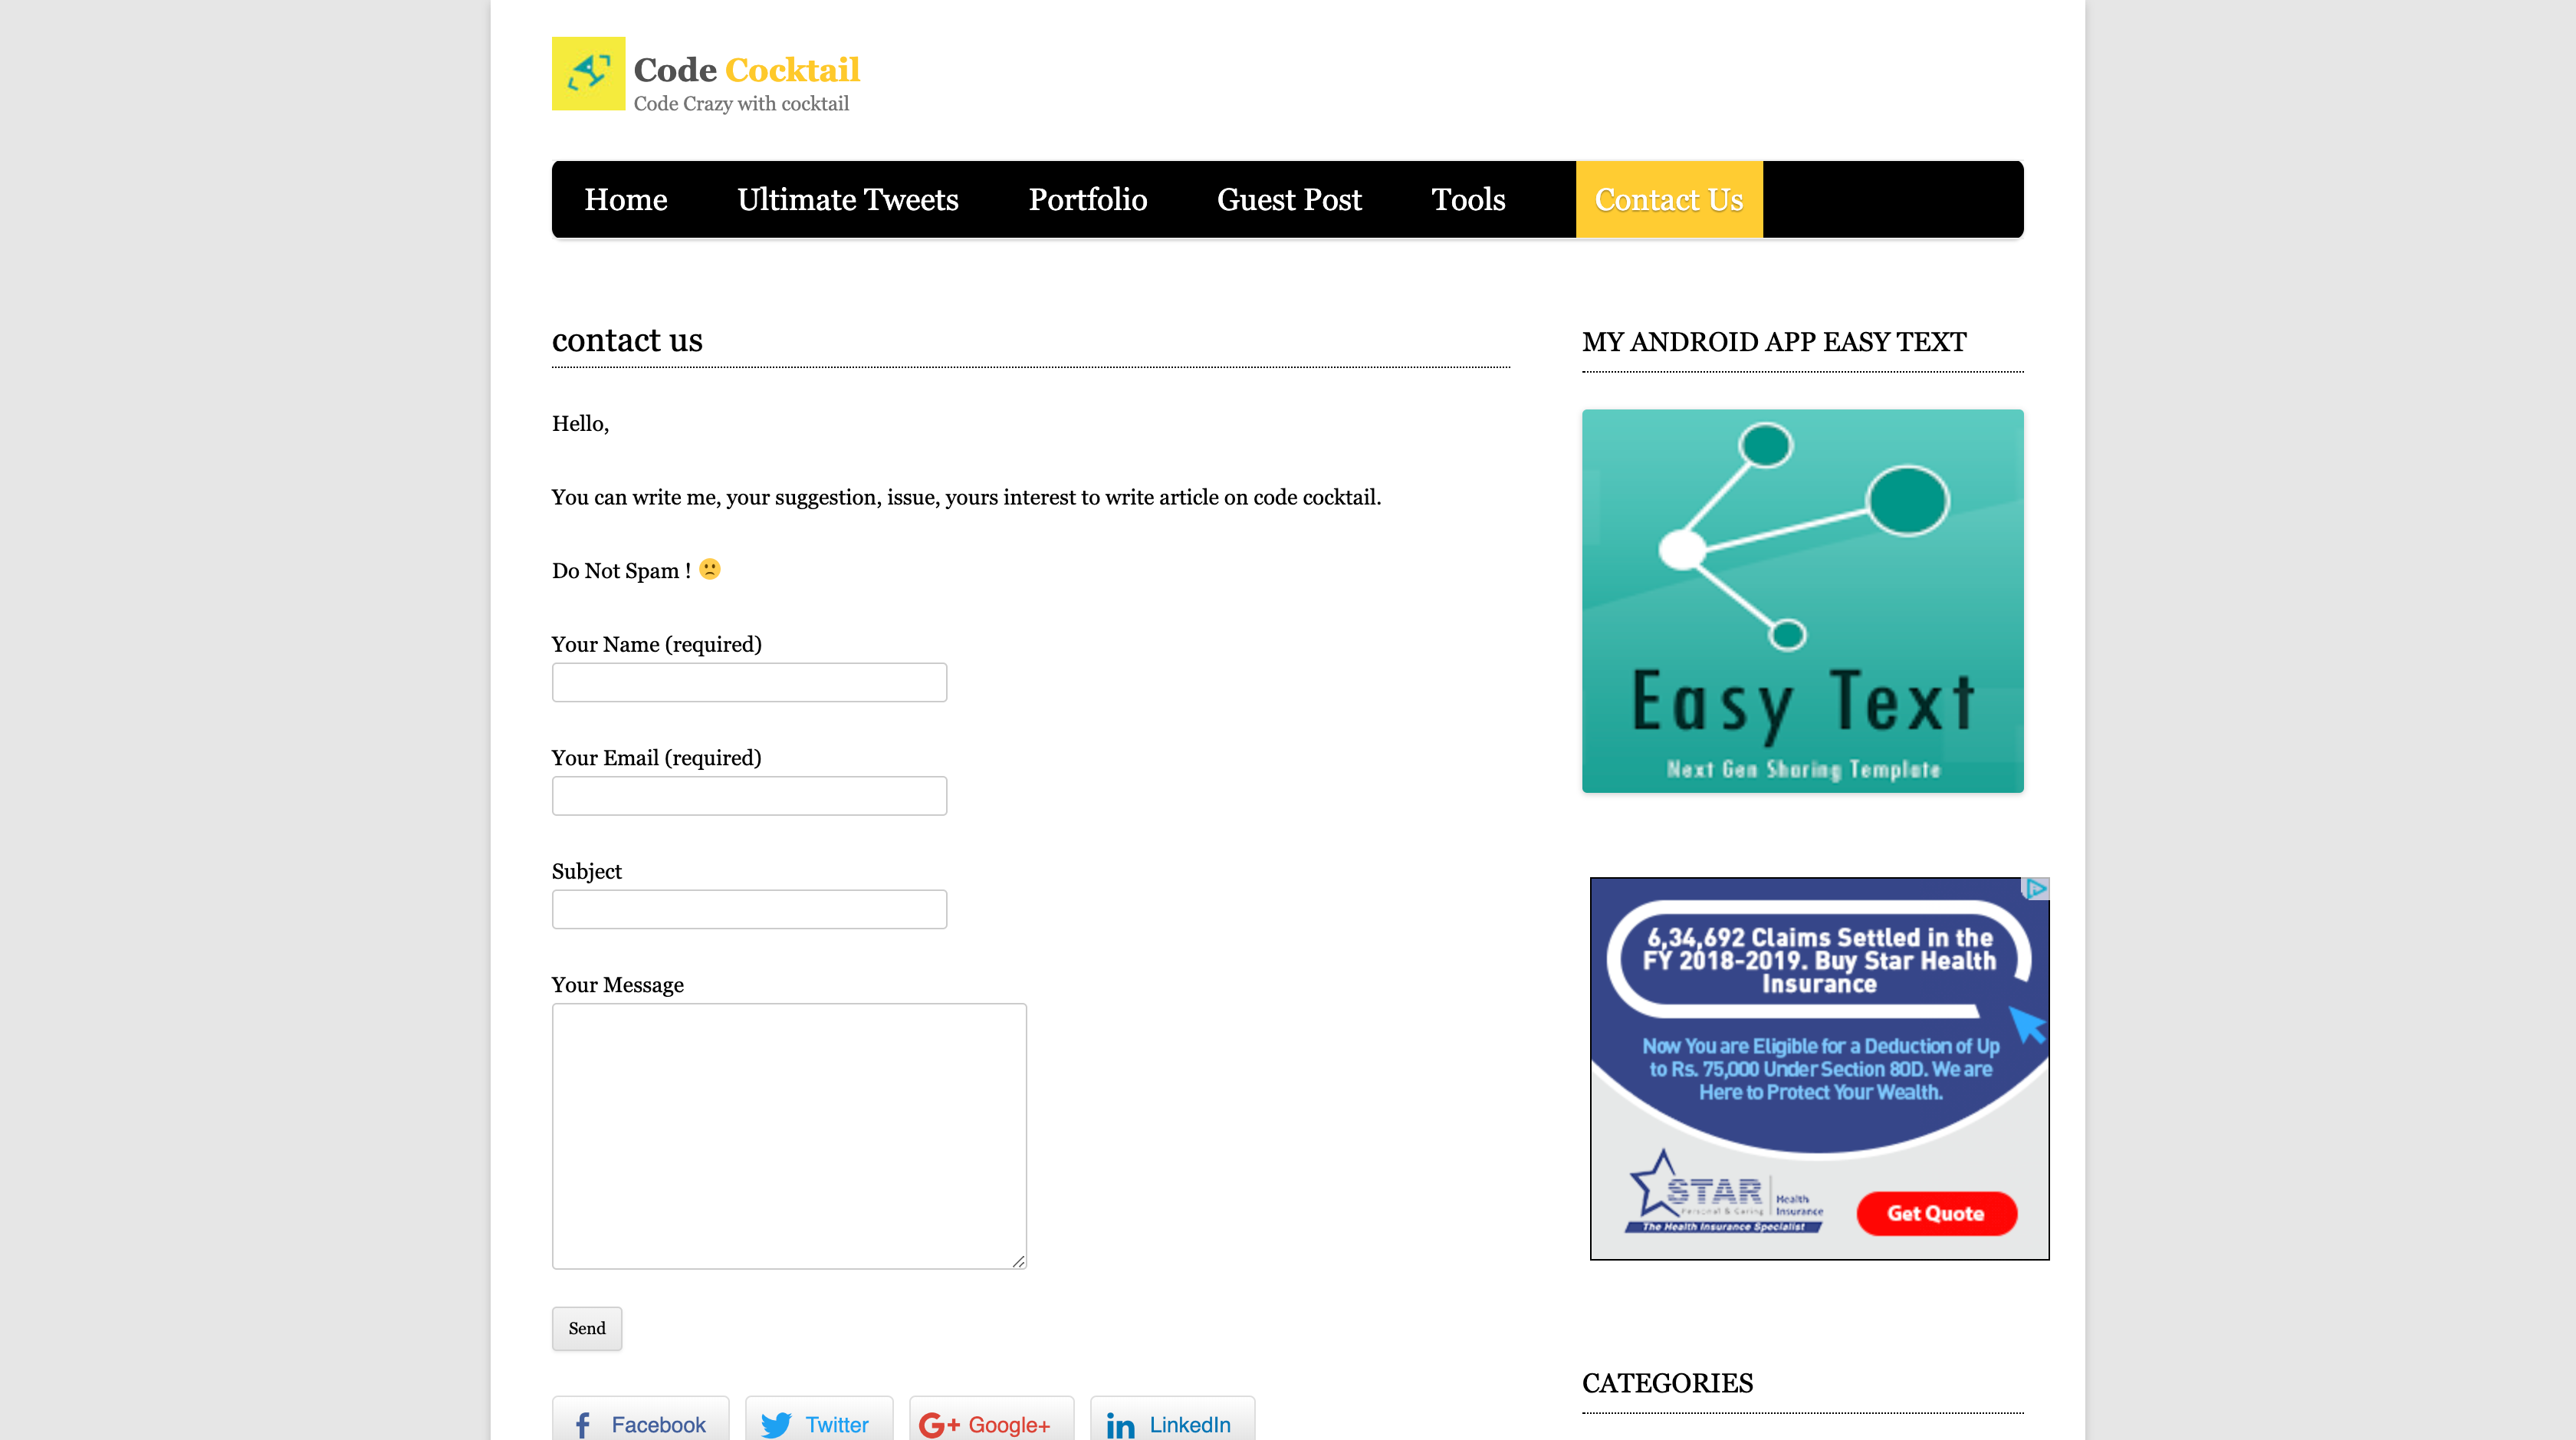 Code Cocktail
Code Crazy with cocktail
Home Ultimate Tweets Portfolio Guest Post Tools Contact Us
contact us
Hello,
You can write me, your suggestion, issue, yours interest to write article on code cocktail.
Do Not Spam !
Your Name (required)
Your Email (required)
Subject
Your Message
Send
Facebook Twitter G+ Google+ in LinkedIn
MY ANDROID APP EASY TEXT
Easy Text
Next Gen Sharing Template
6,34,692 Claims Settled in the
FY 2018-2019. Buy Star Health
Insurance
Now You are Eligible for a Deduction of Up
to Rs. 75,000 Under Section 80D. We are
Here to Protect Your Wealth.
STAR Health
Personal & Caring Insurance
The Health Insurance Specialist
Get Quote
CATEGORIES